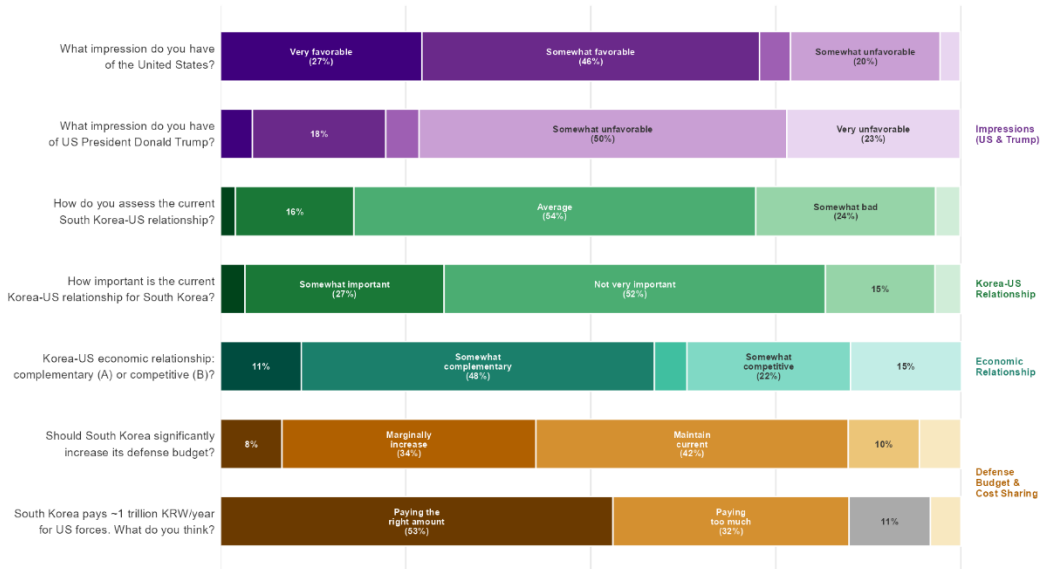 What impression do you have
of the United States?
Very favorable
(27%)
Somewhat favorable
(46%)
Somewhat unfavorable
(20%)
What impression do you have
of US President Donald Trump?
18%
Somewhat unfavorable
(50%)
Very unfavorable
(23%)
Impressions
(US & Trump)
How do you assess the current
South Korea-US relationship?
16%
Average
(54%)
Somewhat bad
(24%)
How important is the current
Korea-US relationship for South Korea?
Somewhat important
(27%)
Not very important
(52%)
15%
Korea-US
Relationship
Korea-US economic relationship:
complementary (A) or competitive (B)?
11%
Somewhat
complementary
(48%)
Somewhat
competitive
(22%)
15%
Economic
Relationship
Should South Korea significantly
increase its defense budget?
8%
Marginally
increase
(34%)
Maintain
current
(42%)
10%
Defense
Budget &
Cost Sharing
South Korea pays ~1 trillion KRW/year
for US forces. What do you think?
Paying the
right amount
(53%)
Paying
too much
(32%)
11%